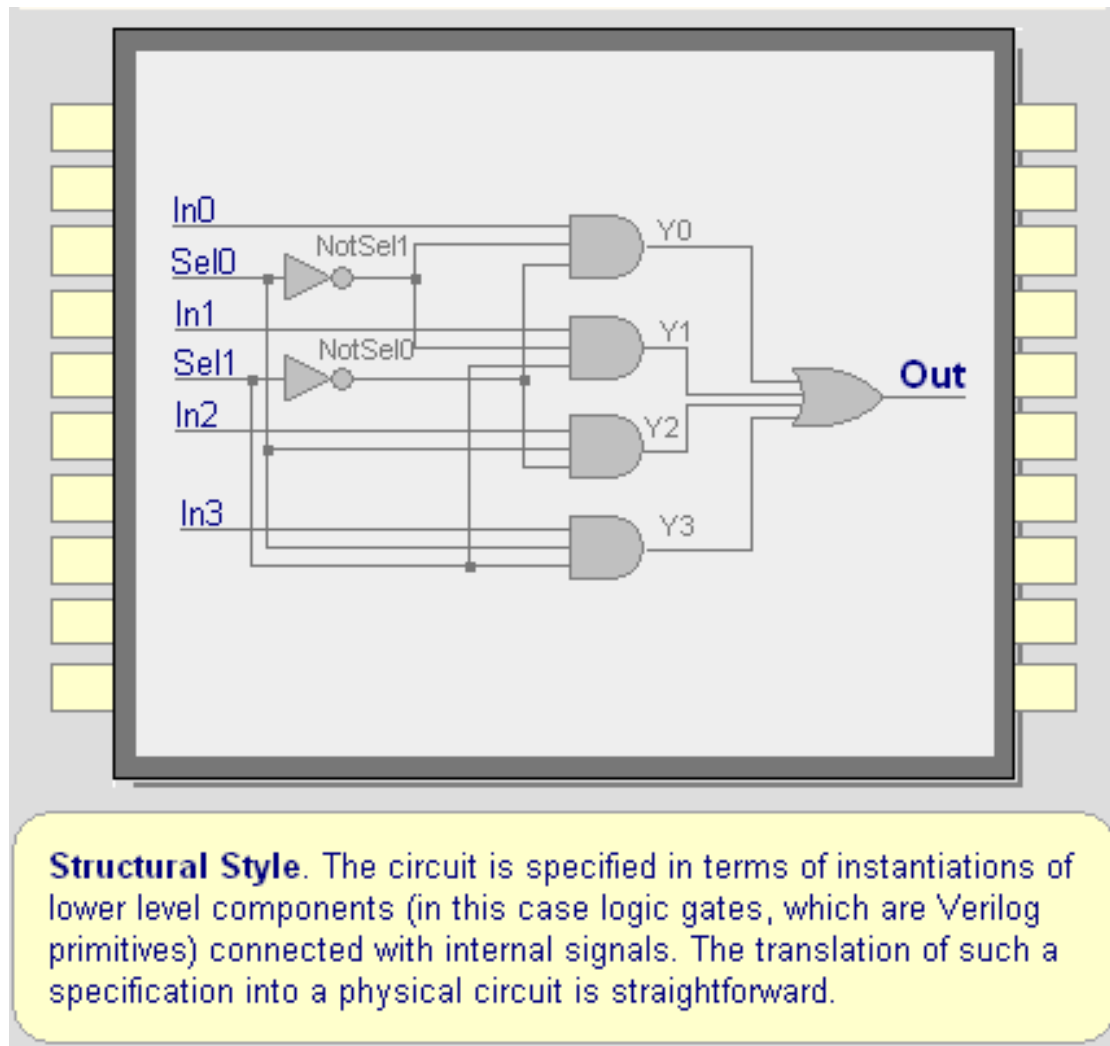 In0
Y0
NotSel1
Sel0
In1
Y1
NotSel0
Sel1
Out
In2
Y2
In3
Y3
Structural Style. The circuit is specified in terms of instantiations of
lower level components (in this case logic gates, which are Verilog
primitives) connected with internal signals. The translation of such a
specification into a physical circuit is straightforward.